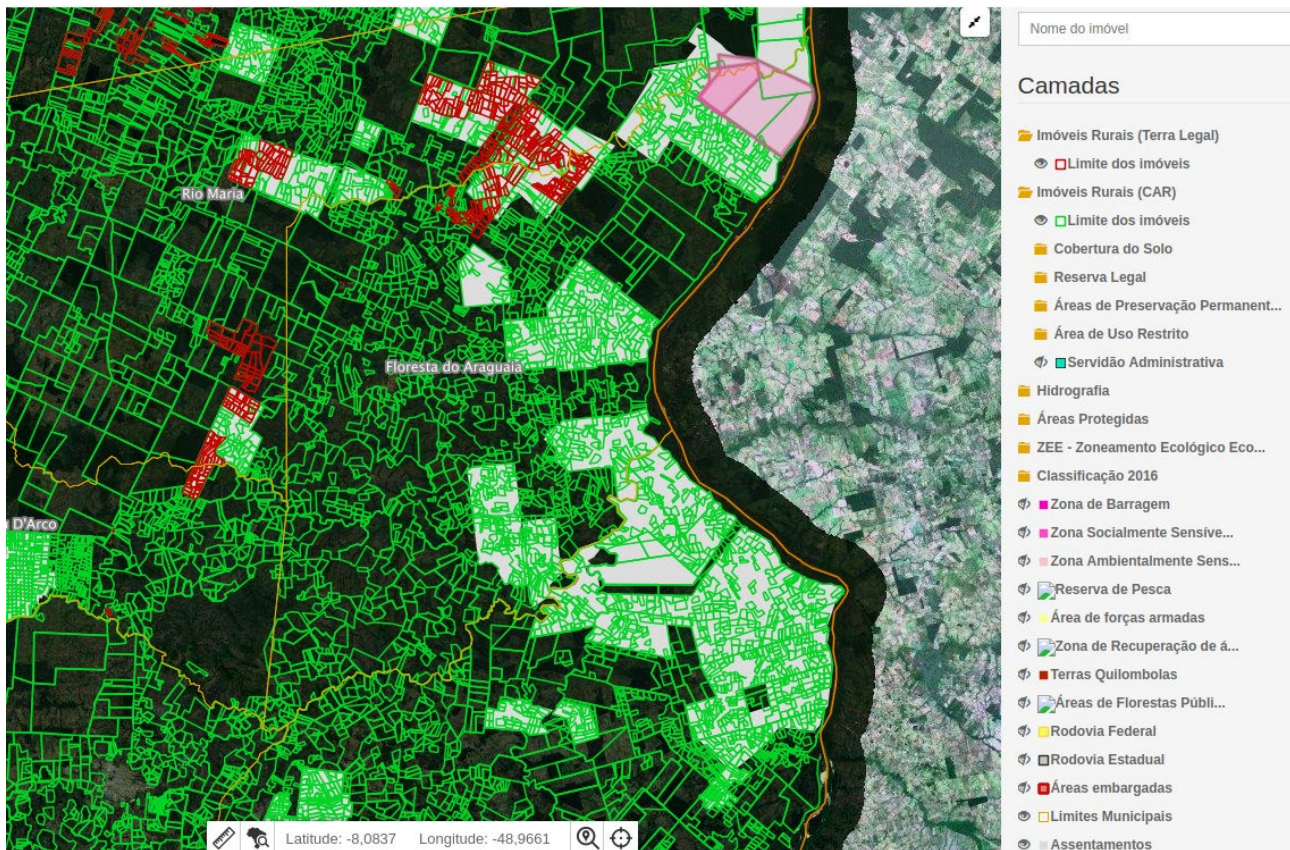 Nome do imóvel
Camadas
Imóveis Rurais (Terra Legal)
Limite dos imóveis
Imóveis Rurais (CAR)
Limite dos imóveis
Cobertura do Solo
Reserva Legal
Áreas de Preservação Permanent...
Área de Uso Restrito
Servidão Administrativa
Hidrografia
Áreas Protegidas
ZEE - Zoneamento Ecológico Eco...
Classificação 2016
Zona de Barragem
Zona Socialmente Sensíve...
Zona Ambientalmente Sens...
Reserva de Pesca
Área de forças armadas
Zona de Recuperação de á...
Terras Quilombolas
Áreas de Florestas Públi...
Rodovia Federal
Rodovia Estadual
Áreas embargadas
Limites Municipais
Assentamentos
Rio Maria
Floresta do Araguaia
u D'Arco
Latitude: -8,0837 Longitude: -48,9661